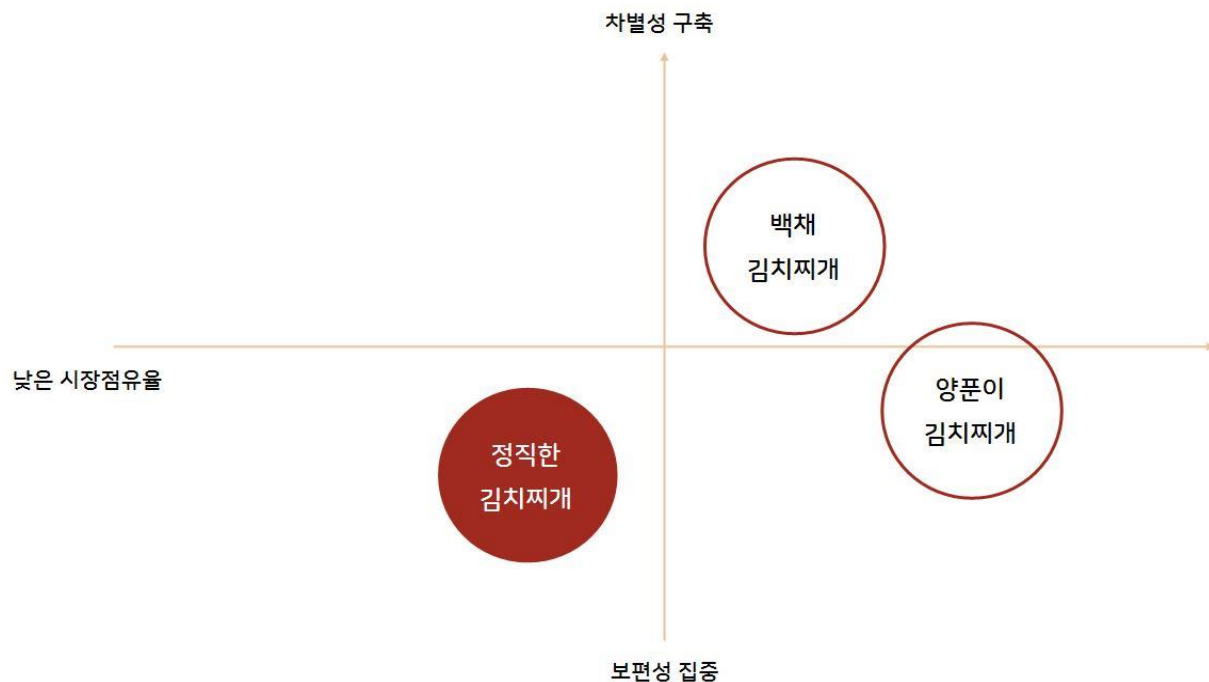 차별성 구축
백채
김치찌개
낮은 시장점유율
양푼이
김치찌개
정직한
김치찌개
보편성 집중